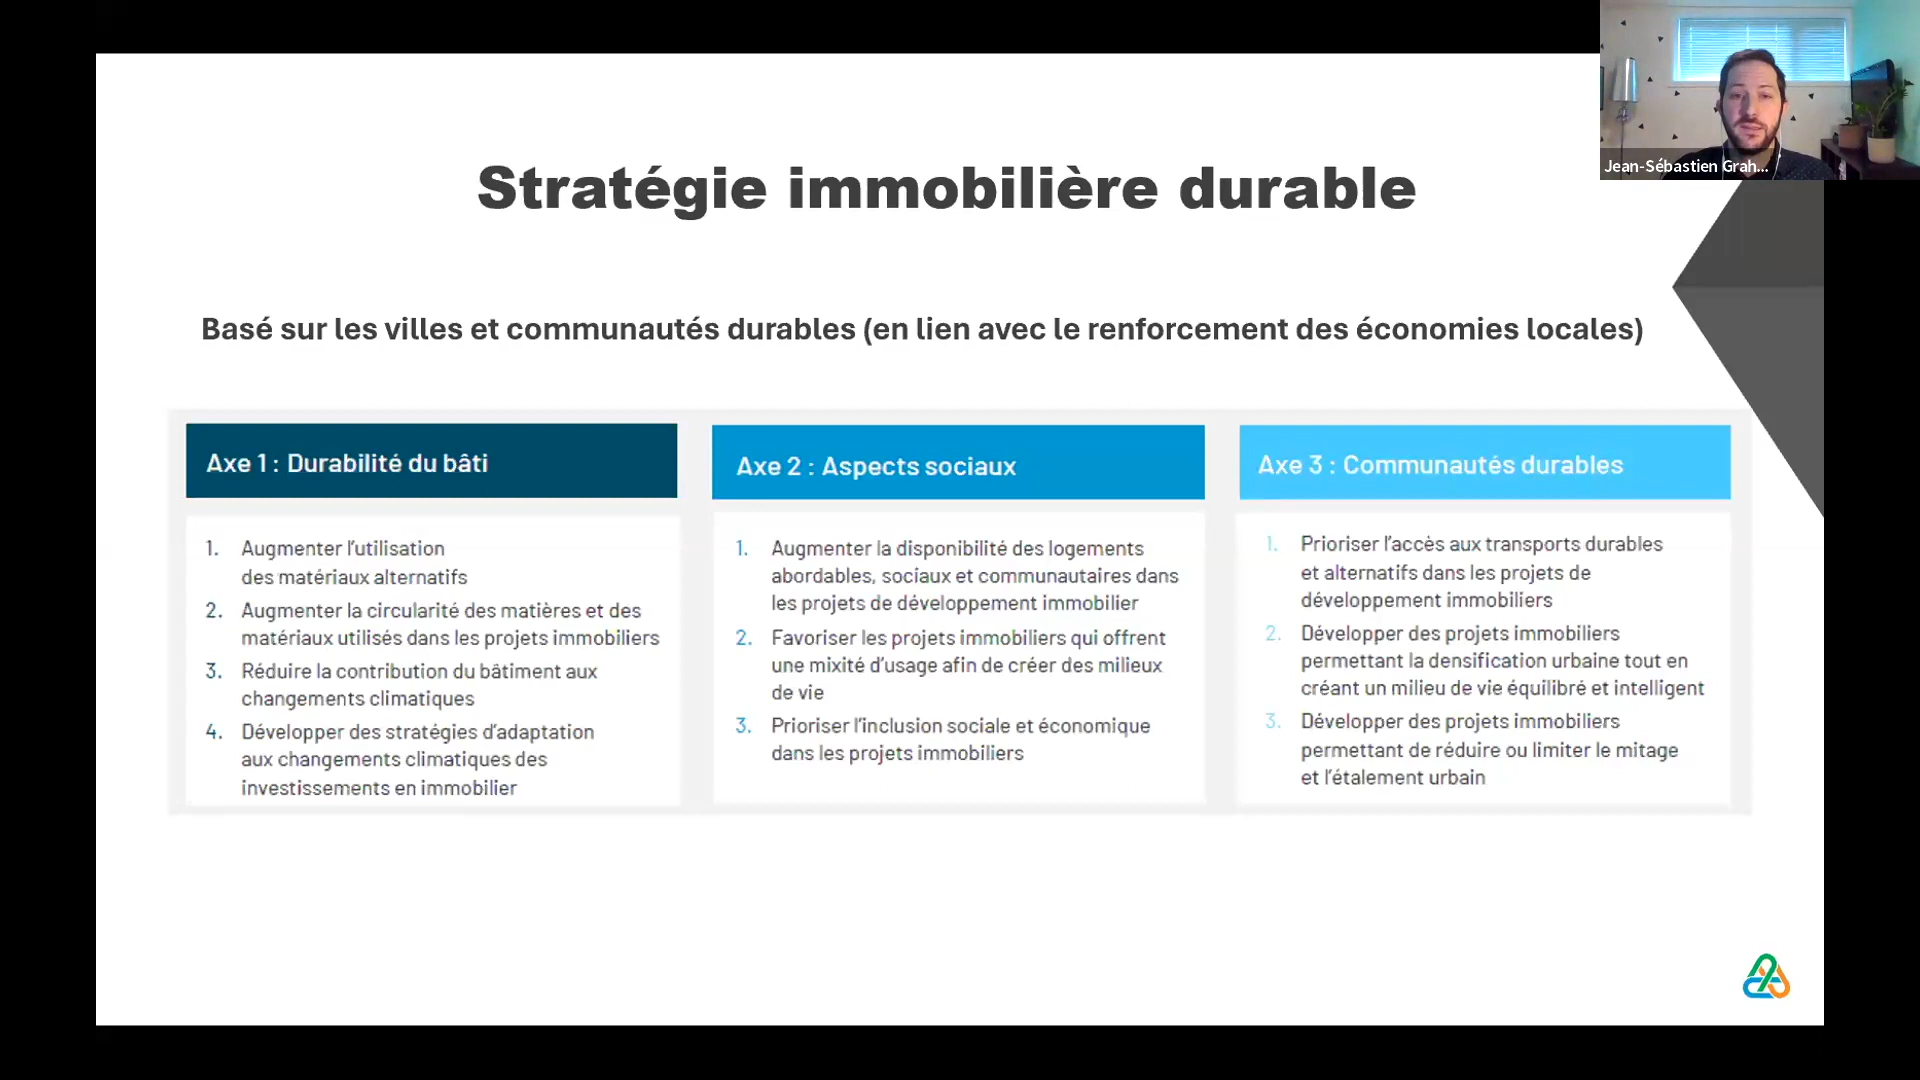 Jean-Sébastien Grah...
Stratégie immobilière durable
Basé sur les villes et communautés durables (en lien avec le renforcement des économies locales)
Axe 1 : Durabilité du bâti
1. Augmenter l'utilisation
des matériaux alternatifs
2. Augmenter la circularité des matières et des
matériaux utilisés dans les projets immobiliers
3. Réduire la contribution du bâtiment aux
changements climatiques
4. Développer des stratégies d'adaptation
aux changements climatiques des
investissements en immobilier
Axe 2 : Aspects sociaux
1. Augmenter la disponibilité des logements
abordables, sociaux et communautaires dans
les projets de développement immobilier
2. Favoriser les projets immobiliers qui offrent
une mixité d'usage afin de créer des milieux
de vie
3. Prioriser l'inclusion sociale et économique
dans les projets immobiliers
Axe 3 : Communautés durables
1. Prioriser l'accès aux transports durables
et alternatifs dans les projets de
développement immobiliers
2. Développer des projets immobiliers
permettant la densification urbaine tout en
créant un milieu de vie équilibré et intelligent
3. Développer des projets immobiliers
permettant de réduire ou limiter le mitage
et l'étalement urbain